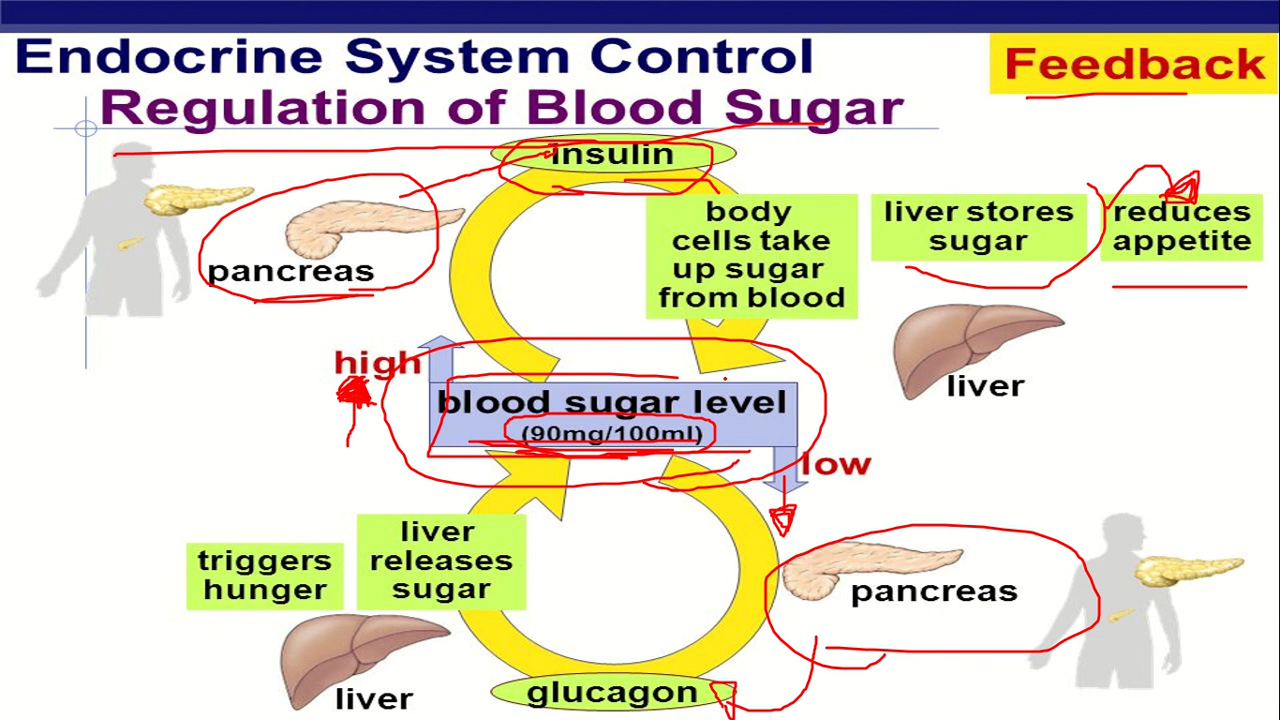 Endocrine System Control
Feedback
Regulation of Blood Sugar
insulin
pancreas
body
cells take
up sugar
from blood
liver stores
sugar
reduces
appetite
liver
high
blood sugar level
(90mg/100ml)
low
triggers
hunger
liver
releases
sugar
liver
pancreas
glucagon